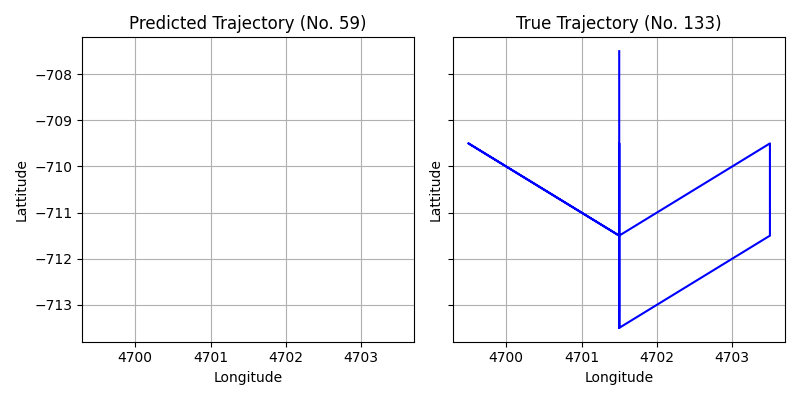 Predicted Trajectory (No. 59)
True Trajectory (No. 133)
−708
−709
−710
−711
−712
−713
Lattitude
Lattitude
4700 4701 4702 4703
4700 4701 4702 4703
Longitude
Longitude